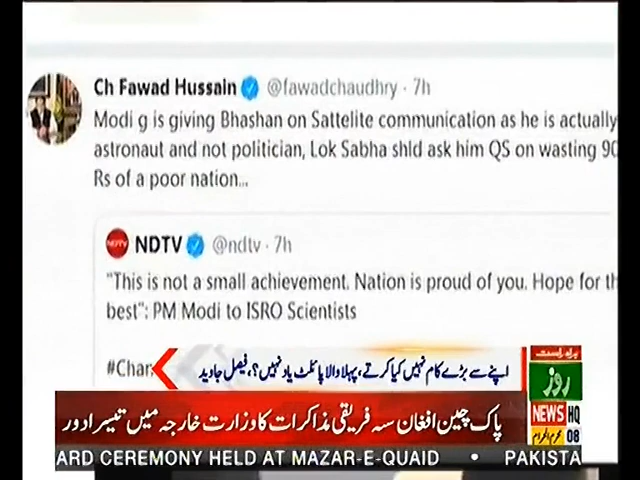 Ch Fawad Hussain @fawadchaudhry · 7h
Modi g is giving Bhashan on Sattelite communication as he is actually
astronaut and not politician, Lok Sabha shld ask him QS on wasting 90
Rs of a poor nation...
NDTV @ndtv · 7h
"This is not a small achievement. Nation is proud of you. Hope for th
best": PM Modi to ISRO Scientists
#Chan
اپنے سے بڑے کام نہیں کیا کرتے، پہلا والا پائلٹ یاد نہیں؟، فیصل جاوید
براہ راست
روز
NEWS HQ
پاک چین افغان سہ فریقی مذاکرات کا وزارت خارجہ میں تیسرا دور
08 محرم الحرام
ARD CEREMONY HELD AT MAZAR-E-QUAID • PAKISTA